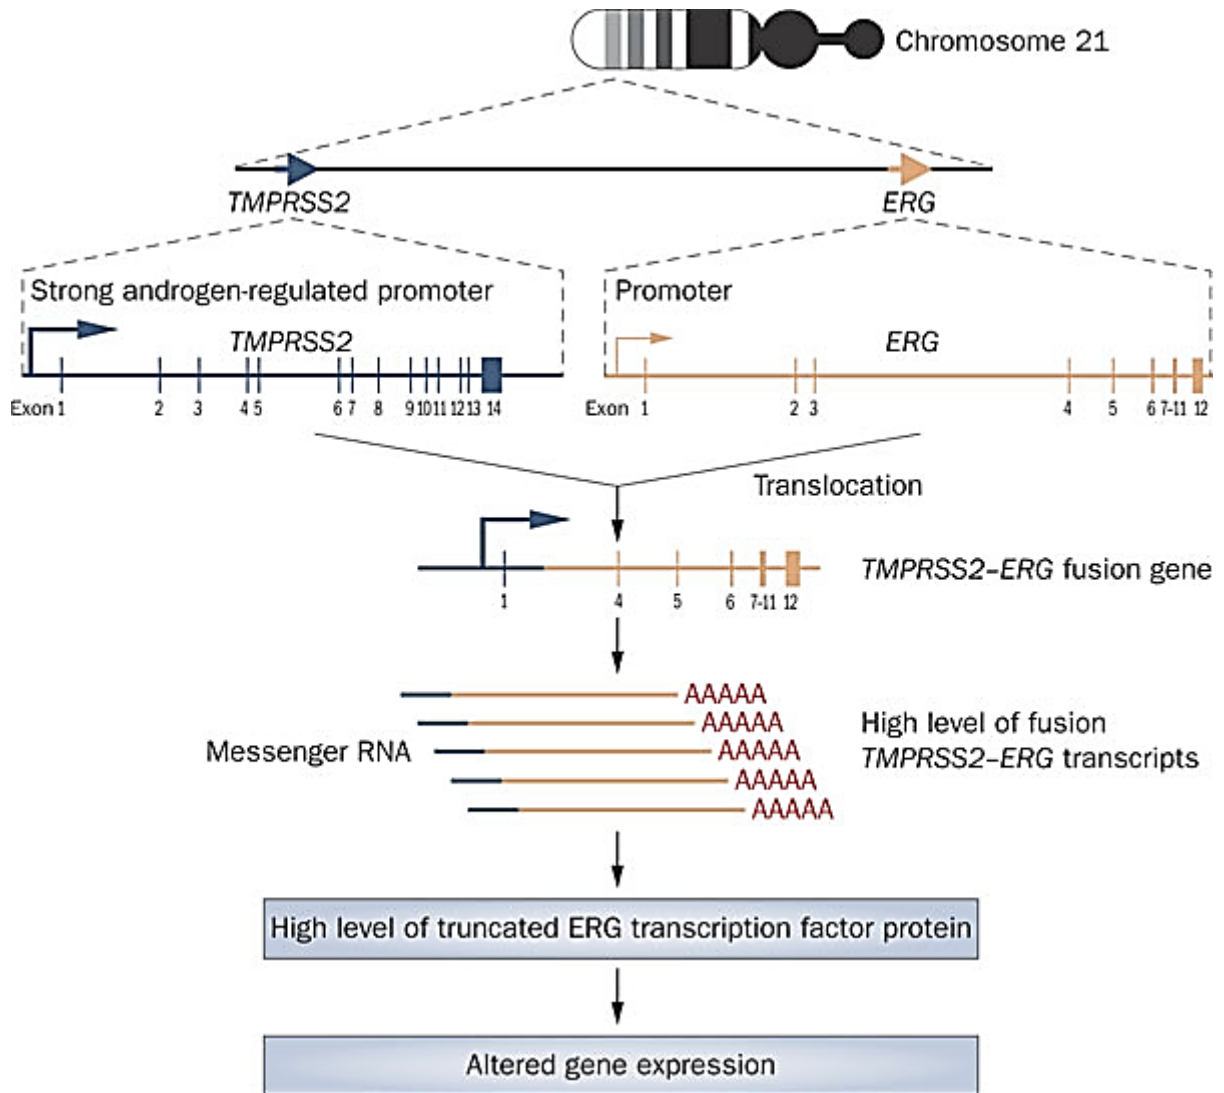 Chromosome 21
TMPRSS2 ERG
Strong androgen-regulated promoter
TMPRSS2
Exon 1 2 3 4 5 6 7 8 9 10 11 12 13 14
Promoter
ERG
Exon 1 2 3 4 5 6 7-11 12
Translocation
TMPRSS2–ERG fusion gene
1 4 5 6 7-11 12
AAAAA
AAAAA
AAAAA
AAAAA
AAAAA
Messenger RNA
High level of fusion
TMPRSS2–ERG transcripts
High level of truncated ERG transcription factor protein
Altered gene expression